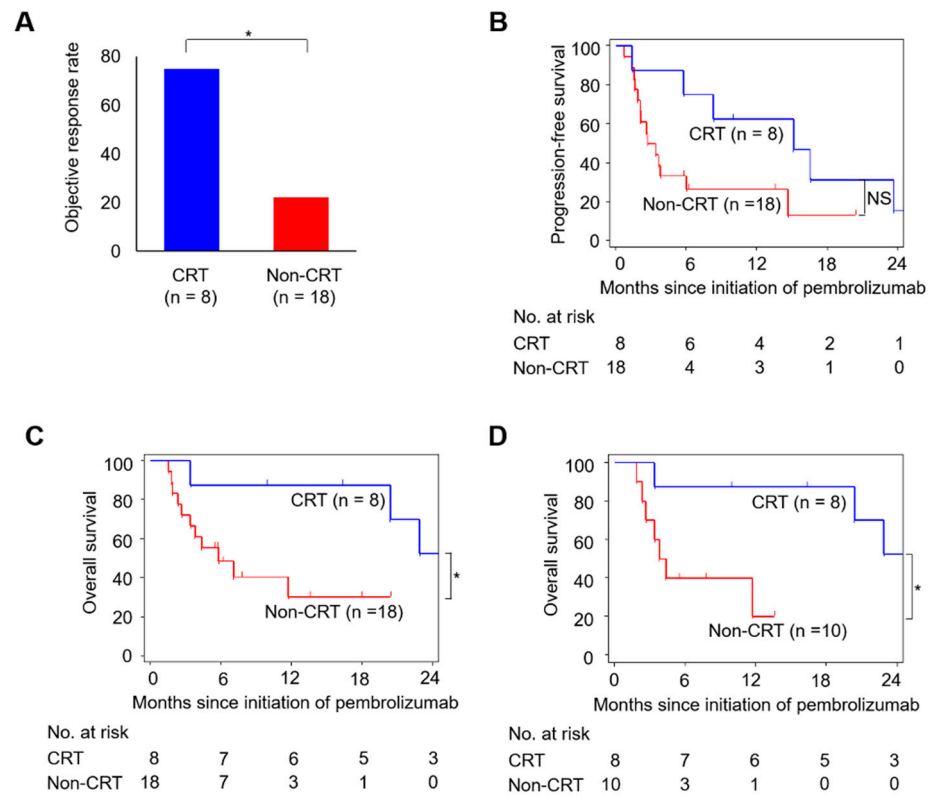 A
*
Objective response rate
80
60
40
20
0
CRT
(n = 8)
Non-CRT
(n = 18)
B
Progression-free survival
100
80
60
40
20
0
CRT (n = 8)
Non-CRT (n =18)
NS
0 6 12 18 24
Months since initiation of pembrolizumab
No. at risk
CRT 8 6 4 2 1
Non-CRT 18 4 3 1 0
C
Overall survival
100
80
60
40
20
0
CRT (n = 8)
Non-CRT (n =18)
*
0 6 12 18 24
Months since initiation of pembrolizumab
No. at risk
CRT 8 7 6 5 3
Non-CRT 18 7 3 1 0
D
Overall survival
100
80
60
40
20
0
CRT (n = 8)
Non-CRT (n =10)
*
0 6 12 18 24
Months since initiation of pembrolizumab
No. at risk
CRT 8 7 6 5 3
Non-CRT 10 3 1 0 0